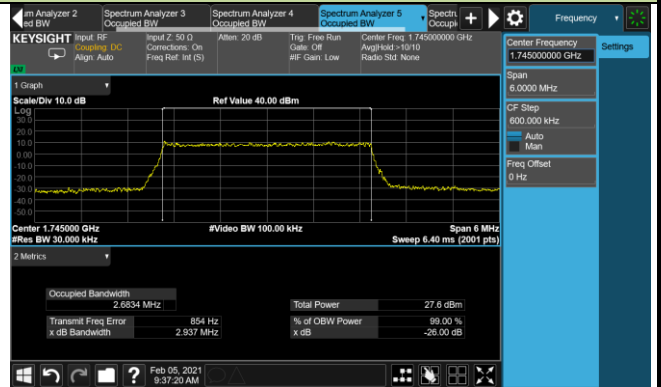 um Analyzer 2
ed BW
Spectrum Analyzer 3
Occupied BW
Spectrum Analyzer 4
Occupied BW
Spectrum Analyzer 5
Occupied BW
Spectru
Occupi
Frequency
KEYSIGHT
Input: RF
Coupling: DC
Align: Auto
Input Z: 50 Ω
Corrections: On
Freq Ref: Int (S)
Atten: 20 dB
Trig: Free Run
Gate: Off
#IF Gain: Low
Center Freq: 1.745000000 GHz
Avg|Hold:>10/10
Radio Std: None
1 Graph
Scale/Div 10.0 dB
Ref Value 40.00 dBm
Log
30.0
20.0
10.0
0.00
-10.0
-20.0
-30.0
-40.0
-50.0
Center 1.745000 GHz
#Video BW 100.00 kHz
Span 6 MHz
#Res BW 30.000 kHz
Sweep 6.40 ms (2001 pts)
2 Metrics
Occupied Bandwidth
2.6834 MHz
Total Power
27.6 dBm
Transmit Freq Error
854 Hz
% of OBW Power
99.00 %
x dB Bandwidth
2.937 MHz
x dB
-26.00 dB
Feb 05, 2021
9:37:20 AM
Center Frequency
1.745000000 GHz
Settings
Span
6.0000 MHz
CF Step
600.000 kHz
Auto
Man
Freq Offset
0 Hz